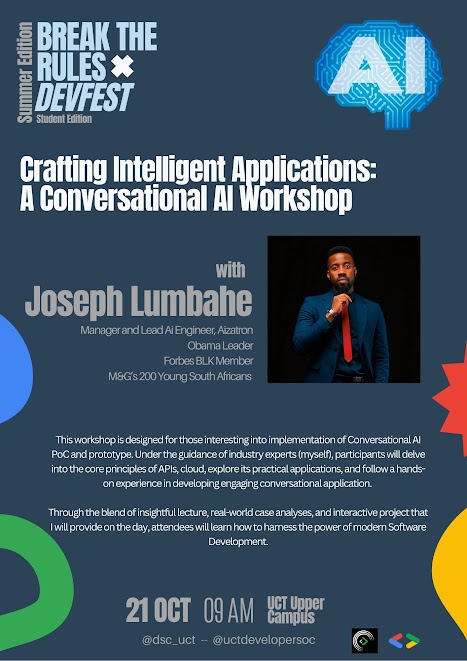 Summer Edition
BREAK THE
RULES
DEVFEST
Student Edition
AI
Crafting Intelligent Applications:
A Conversational AI Workshop
with
Joseph Lumbahe
Manager and Lead Ai Engineer, Aizatron
Obama Leader
Forbes BLK Member
M&G's 200 Young South Africans
This workshop is designed for those interesting into implementation of Conversational AI
PoC and prototype. Under the guidance of industry experts (myself), participants will delve
into the core principles of APIs, cloud, explore its practical applications, and follow a hands-
on experience in developing engaging conversational application.
Through the blend of insightful lecture, real-world case analyses, and interactive project that
I will provide on the day, attendees will learn how to harness the power of modern Software
Development.
21 OCT 09 AM UCT Upper
Campus
@dsc_uct -- @uctdevelopersoc